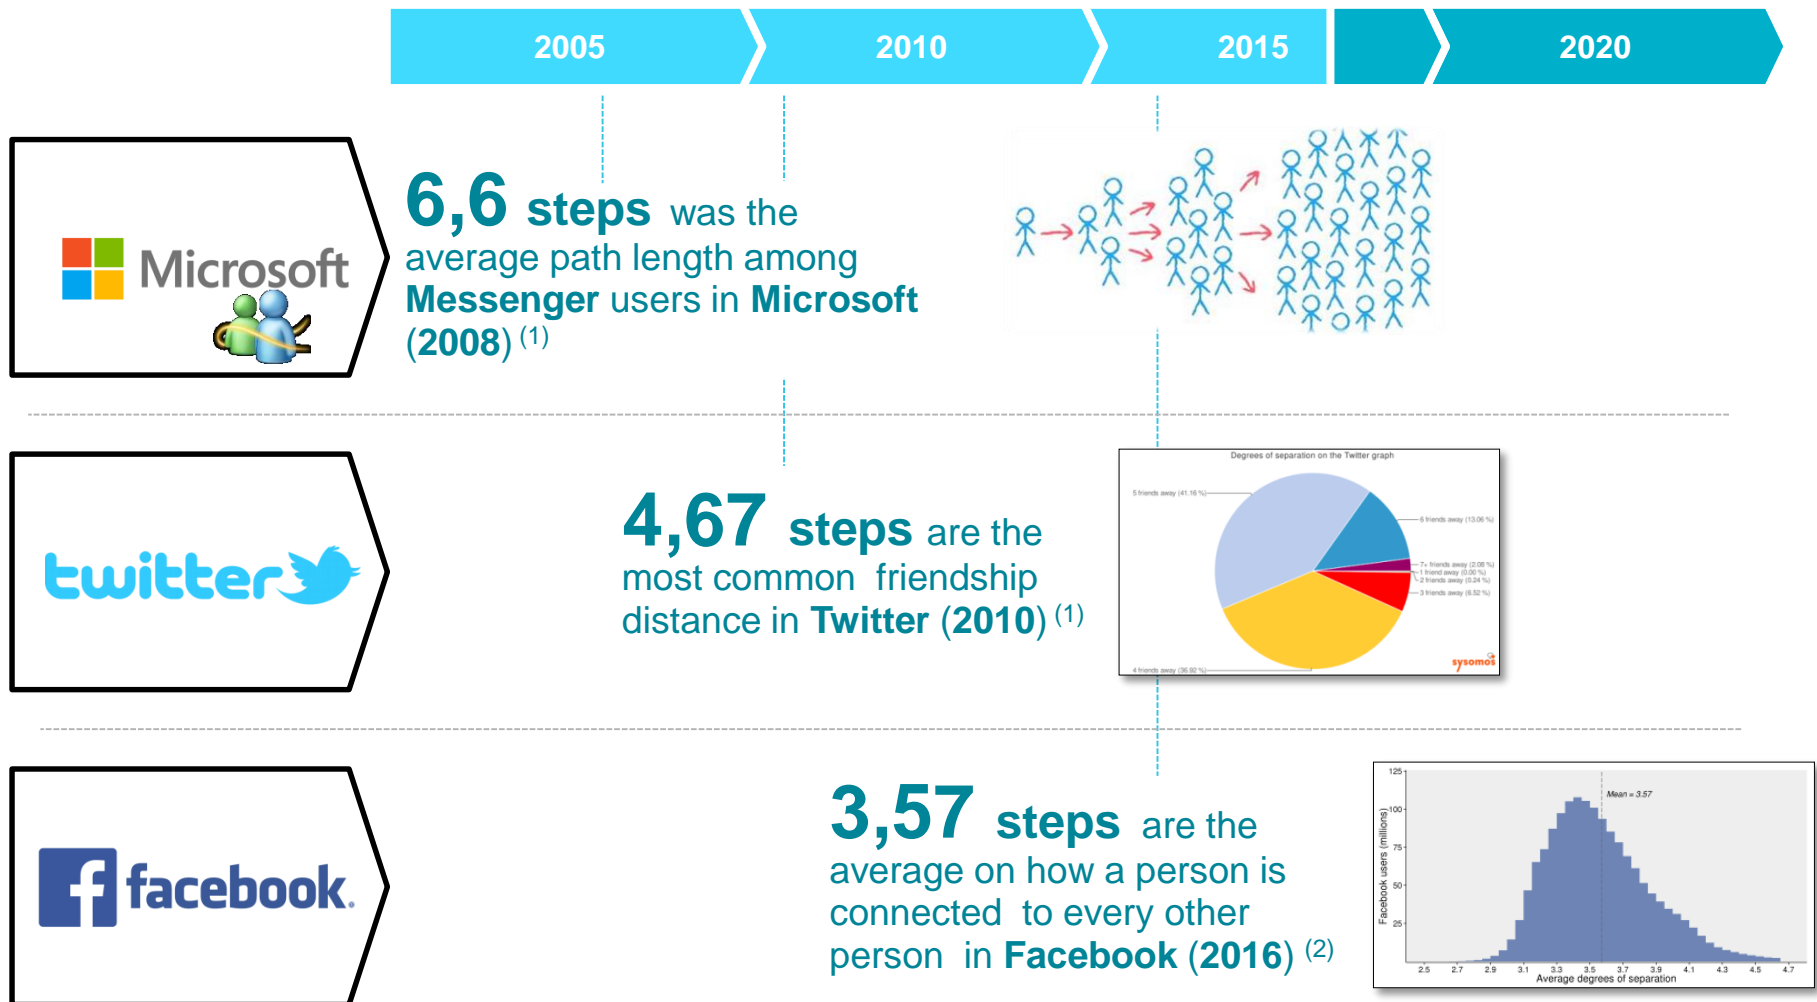 2005 2010 2015 2020
Microsoft
6,6 steps was the
average path length among
Messenger users in Microsoft
(2008) (1)
twitter
4,67 steps are the
most common friendship
distance in Twitter (2010) (1)
Degrees of separation on the Twitter graph
5 friends away (41.16 %)
6 friends away (13.06 %)
7+ friends away (2.08 %)
1 friend away (0.00 %)
2 friends away (0.24 %)
3 friends away (6.52 %)
4 friends away (36.92 %)
sysomos
facebook.
3,57 steps are the
average on how a person is
connected to every other
person in Facebook (2016) (2)
125
100
75
50
25
Facebook users (millions)
Mean = 3.57
2.5 2.7 2.9 3.1 3.3 3.5 3.7 3.9 4.1 4.3 4.5 4.7
Average degrees of separation